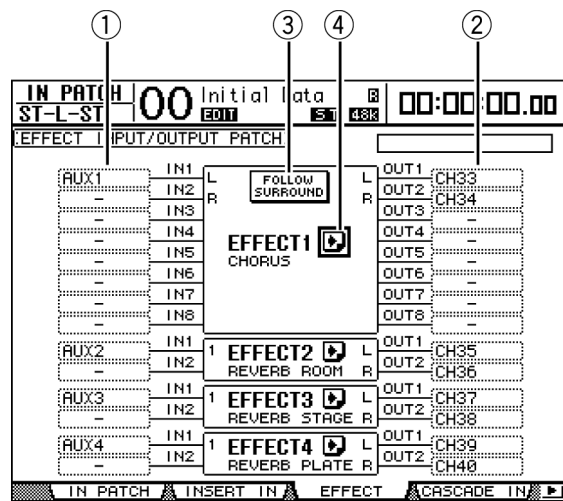 ① ③ ④ ②
IN PATCH
ST-L-ST
00
Initial Data
EDIT
ST
48K
00:00:00.00
EFFECT INPUT/OUTPUT PATCH
AUX1 IN1 L FOLLOW SURROUND L OUT1 CH33
– IN2 R R OUT2 CH34
– IN3 OUT3 –
– IN4 EFFECT1 OUT4 –
– IN5 CHORUS OUT5 –
– IN6 OUT6 –
– IN7 OUT7 –
– IN8 OUT8 –
AUX2 IN1 1 EFFECT2 L OUT1 CH35
– IN2 REVERB ROOM R OUT2 CH36
AUX3 IN1 1 EFFECT3 L OUT1 CH37
– IN2 REVERB STAGE R OUT2 CH38
AUX4 IN1 1 EFFECT4 L OUT1 CH39
– IN2 REVERB PLATE R OUT2 CH40
IN PATCH INSERT IN EFFECT CASCADE IN